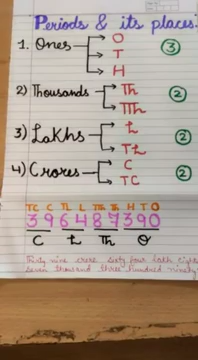 Periods & its places:
1. Ones → O ③
→ T
→ H
2) Thousands → Th ②
→ TTh
3) Lakhs → L ②
→ TL
4) Crores → C ②
→ TC
TC C TL L TTh Th H T O
3 9 6 4 8 7 3 9 0
C L Th O
Thirty nine crore sixty four lakh eighty
seven thousand three hundred ninety